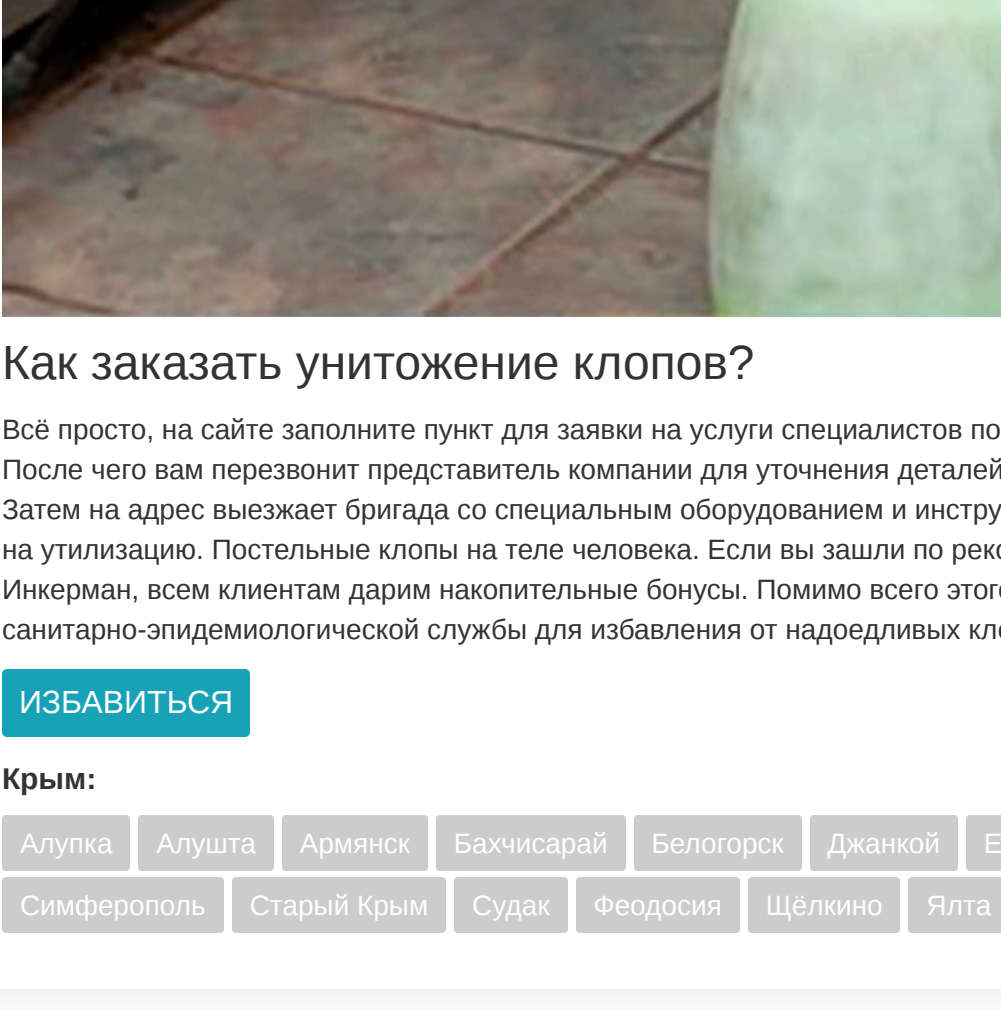 Как заказать унитожение клопов?
Всё просто, на сайте заполните пункт для заявки на услуги специалистов по
После чего вам перезвонит представитель компании для уточнения деталей
Затем на адрес выезжает бригада со специальным оборудованием и инстру
на утилизацию. Постельные клопы на теле человека. Если вы зашли по реко
Инкерман, всем клиентам дарим накопительные бонусы. Помимо всего этого
санитарно-эпидемиологической службы для избавления от надоедливых кло
ИЗБАВИТЬСЯ
Крым:
Алупка Алушта Армянск Бахчисарай Белогорск Джанкой Е
Симферополь Старый Крым Судак Феодосия Щёлкино Ялта